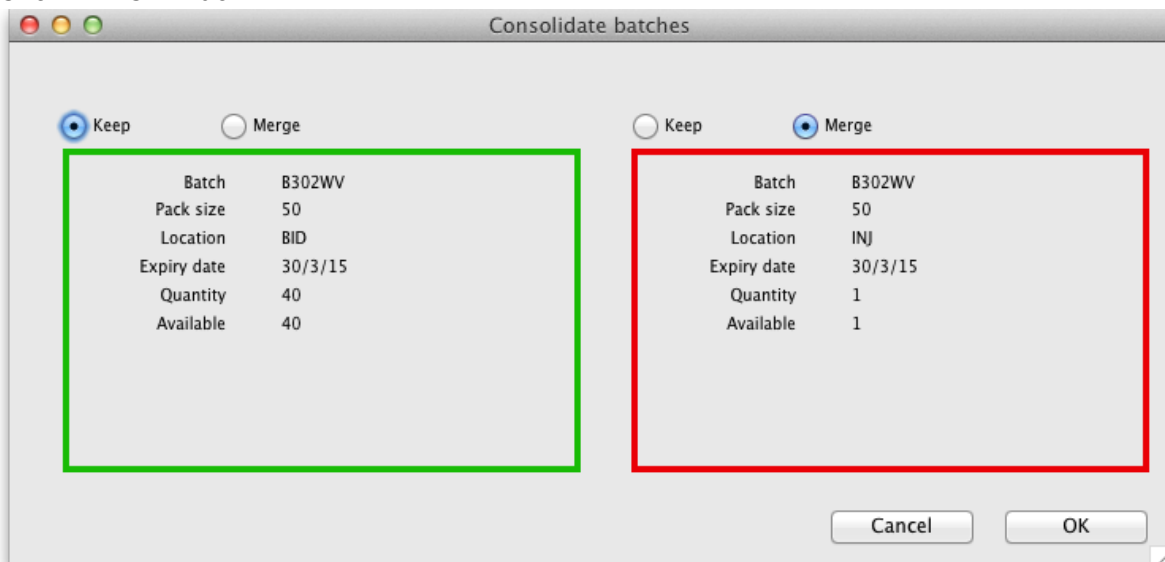 Consolidate batches
Keep Merge
Batch B302WV
Pack size 50
Location BID
Expiry date 30/3/15
Quantity 40
Available 40
Keep Merge
Batch B302WV
Pack size 50
Location INJ
Expiry date 30/3/15
Quantity 1
Available 1
Cancel OK